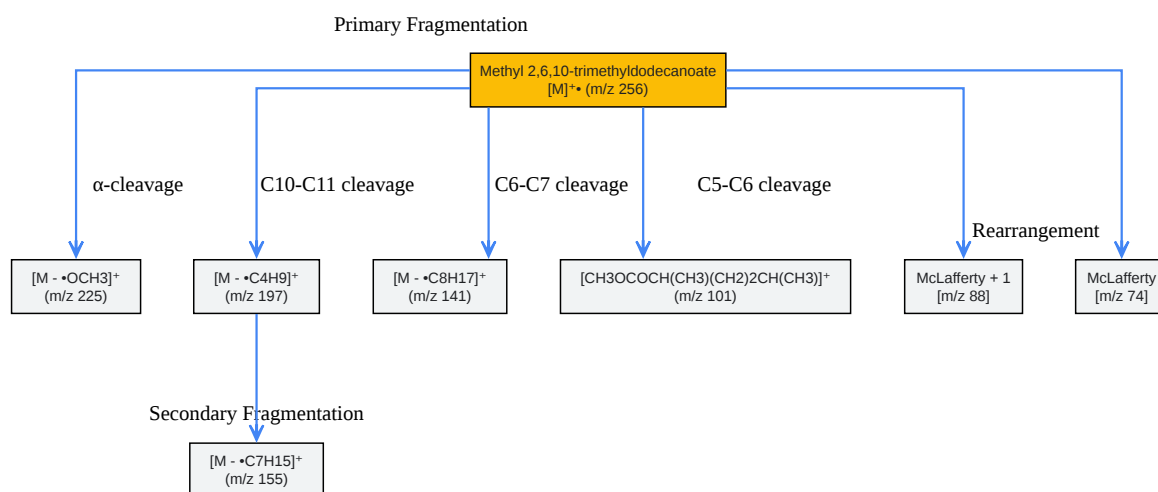 Primary Fragmentation
Methyl 2,6,10-trimethyldodecanoate
[M]⁺• (m/z 256)
α-cleavage
C10-C11 cleavage
C6-C7 cleavage
C5-C6 cleavage
Rearrangement
[M - •OCH3]⁺
(m/z 225)
[M - •C4H9]⁺
(m/z 197)
[M - •C8H17]⁺
(m/z 141)
[CH3OCOCH(CH3)(CH2)2CH(CH3)]⁺
(m/z 101)
McLafferty + 1
[m/z 88]
McLafferty
[m/z 74]
Secondary Fragmentation
[M - •C7H15]⁺
(m/z 155)